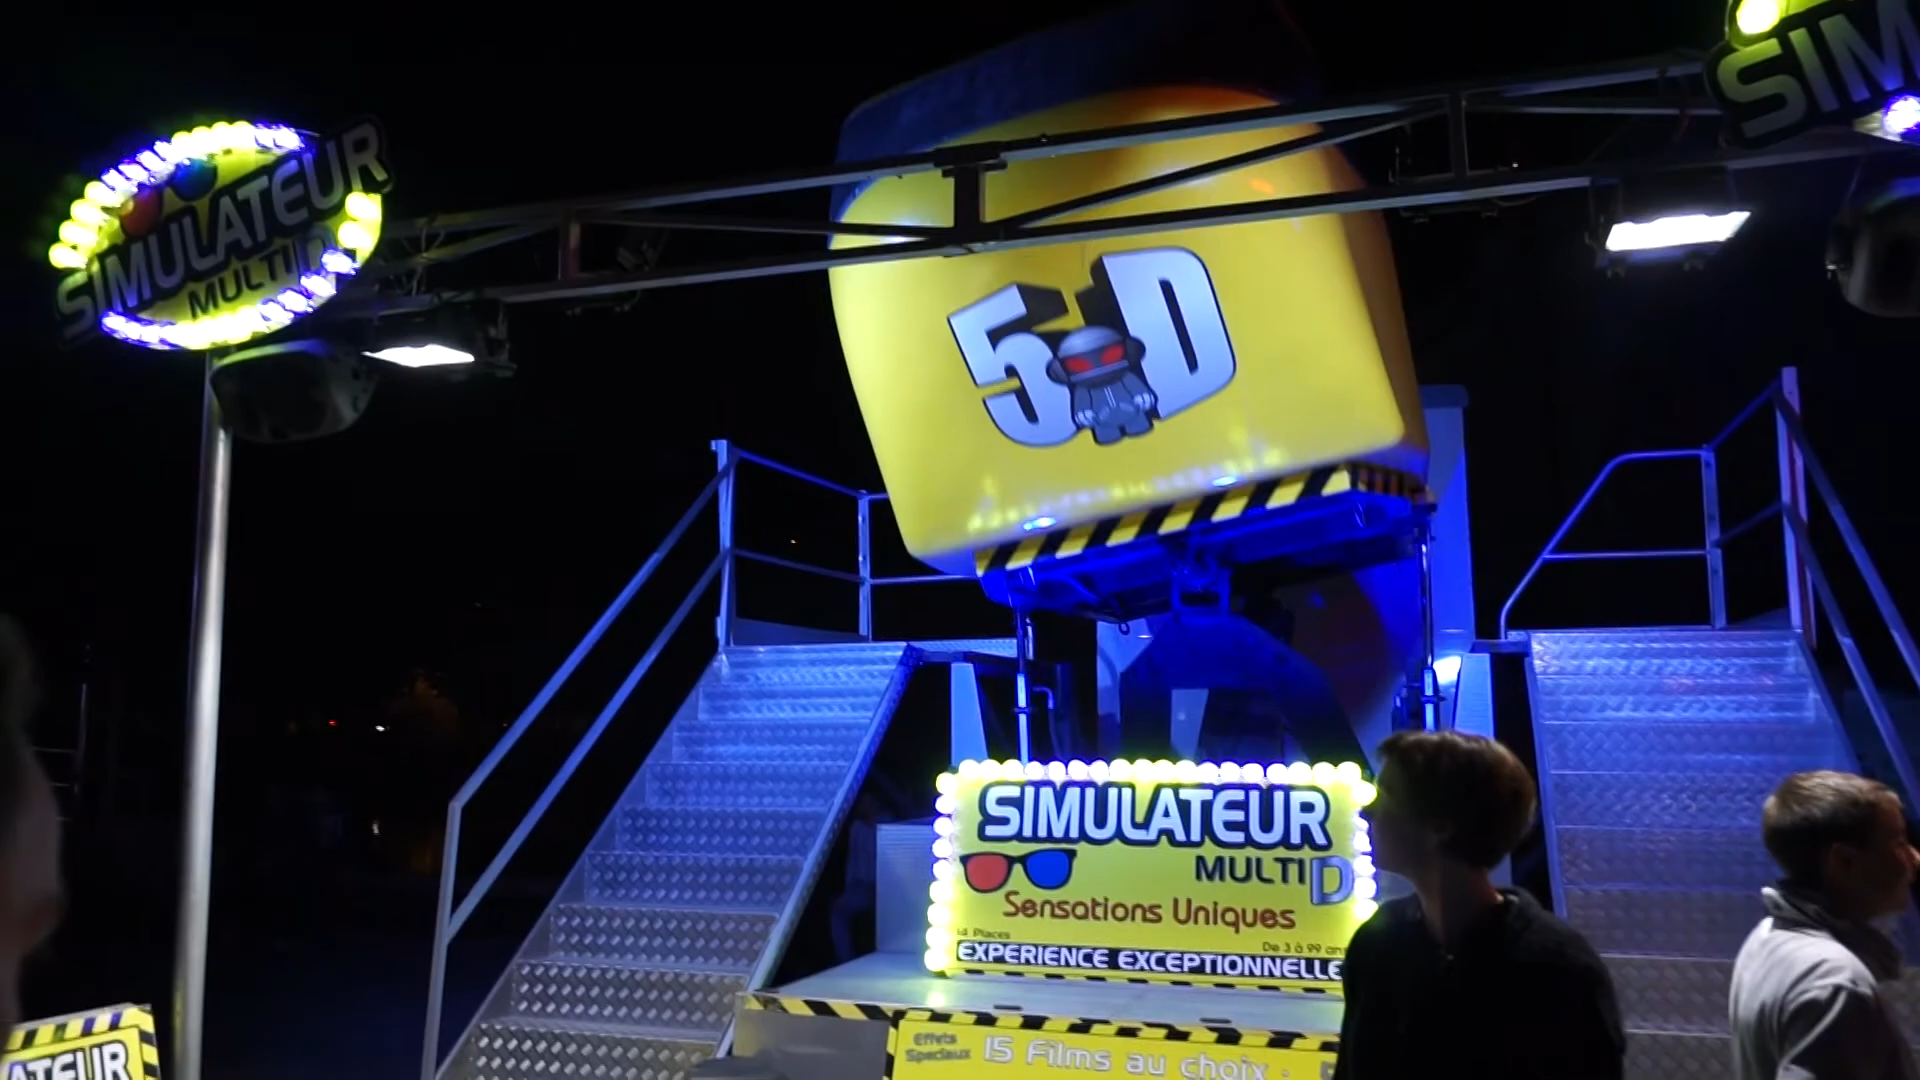 SIMULATEUR
MULTI D
SIM
5D
SIMULATEUR
MULTI D
Sensations Uniques
14 Places
De 3 à 99 ans
EXPERIENCE EXCEPTIONNELLE
Effets
Speciaux
15 Films au choix :
ATEUR